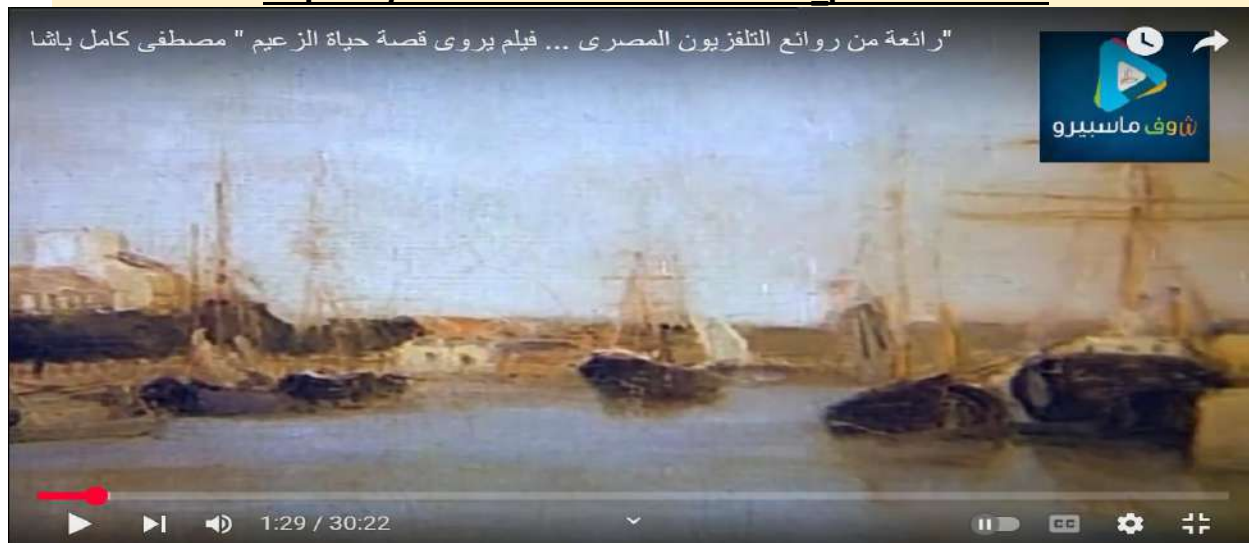 "رائعة من روائع التلفزيون المصرى ... فيلم يروى قصة حياة الزعيم " مصطفى كامل باشا
شوف ماسبيرو
1:29 / 30:22
CC